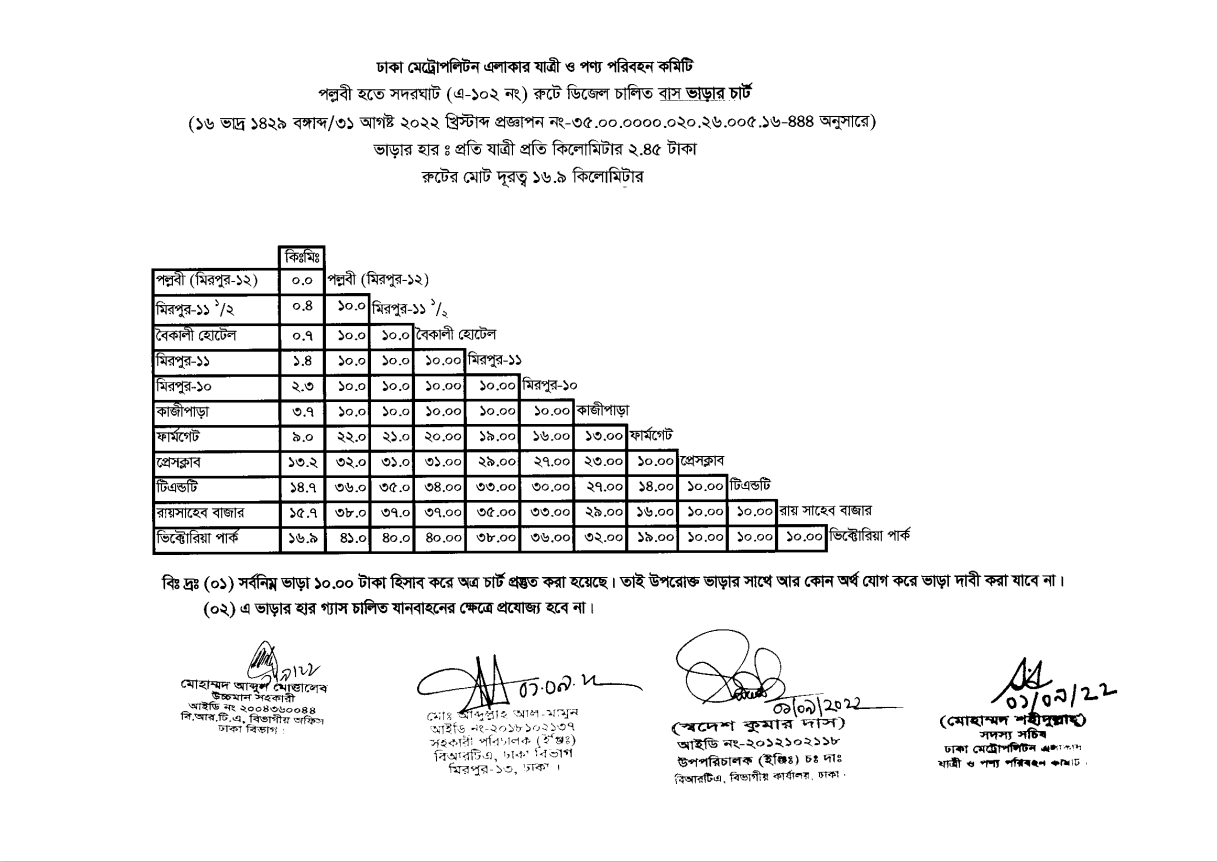 ঢাকা মেট্রোপলিটন এলাকার যাত্রী ও পণ্য পরিবহন কমিটি
পল্লবী হতে সদরঘাট (এ-১০২ নং) রুটে ডিজেল চালিত বাস ভাড়ার চার্ট
(১৬ ভাদ্র ১৪২৯ বঙ্গাব্দ/৩১ আগষ্ট ২০২২ খ্রিস্টাব্দ প্রজ্ঞাপন নং-৩৫.০০.০০০০.০২০.২৬.০০৫.১৬-৪৪৪ অনুসারে)
ভাড়ার হার ঃ প্রতি যাত্রী প্রতি কিলোমিটার ২.৪৫ টাকা
রুটের মোট দূরত্ব ১৬.৯ কিলোমিটার
কিঃমিঃ
পল্লবী (মিরপুর-১২) ০.০ পল্লবী (মিরপুর-১২)
মিরপুর-১১ ১/২ ০.৪ ১০.০ মিরপুর-১১ ১/২
বৈকালী হোটেল ০.৭ ১০.০ ১০.০ বৈকালী হোটেল
মিরপুর-১১ ১.৪ ১০.০ ১০.০ ১০.০০ মিরপুর-১১
মিরপুর-১০ ২.৩ ১০.০ ১০.০ ১০.০০ ১০.০০ মিরপুর-১০
কাজীপাড়া ৩.৭ ১০.০ ১০.০ ১০.০০ ১০.০০ ১০.০০ কাজীপাড়া
ফার্মগেট ৯.০ ২২.০ ২১.০ ২০.০০ ১৯.০০ ১৬.০০ ১৩.০০ ফার্মগেট
প্রেসক্লাব ১৩.২ ৩২.০ ৩১.০ ৩১.০০ ২৯.০০ ২৭.০০ ২৩.০০ ১০.০০ প্রেসক্লাব
টিএন্ডটি ১৪.৭ ৩৬.০ ৩৫.০ ৩৪.০০ ৩৩.০০ ৩০.০০ ২৭.০০ ১৪.০০ ১০.০০ টিএন্ডটি
রায়সাহেব বাজার ১৫.৭ ৩৮.০ ৩৭.০ ৩৭.০০ ৩৫.০০ ৩৩.০০ ২৯.০০ ১৬.০০ ১০.০০ ১০.০০ রায় সাহেব বাজার
ভিক্টোরিয়া পার্ক ১৬.৯ ৪১.০ ৪০.০ ৪০.০০ ৩৮.০০ ৩৬.০০ ৩২.০০ ১৯.০০ ১০.০০ ১০.০০ ১০.০০ ভিক্টোরিয়া পার্ক
বিঃ দ্রঃ (০১) সর্বনিম্ন ভাড়া ১০.০০ টাকা হিসাব করে অত্র চার্ট প্রস্তুত করা হয়েছে। তাই উপরোক্ত ভাড়ার সাথে আর কোন অর্থ যোগ করে ভাড়া দাবী করা যাবে না।
(০২) এ ভাড়ার হার গ্যাস চালিত যানবাহনের ক্ষেত্রে প্রযোজ্য হবে না।
মোহাম্মদ আব্দুল মোত্তালেব
উচ্চমান সহকারী
আইডি নং ২০০৪৩৬০০৪৪
বি.আর.টি.এ, বিভাগীয় অফিস
ঢাকা বিভাগ।
০১.০৯.২২
মোঃ আব্দুল্লাহ আল-মামুন
আইডি নং-২০১৮১০২১৩৭
সহকারী পরিচালক (ইঞ্জিঃ)
বিআরটিএ, ঢাকা বিভাগ
মিরপুর-১৩, ঢাকা।
০১/০৯/২০২২
(স্বদেশ কুমার দাস)
আইডি নং-২০১২১০২১১৮
উপপরিচালক (ইঞ্জিঃ) চঃ দাঃ
বিআরটিএ, বিভাগীয় কার্যালয়, ঢাকা।
০১/০৯/২২
(মোহাম্মদ শহীদুল্লাহ্)
সদস্য সচিব
ঢাকা মেট্রোপলিটন এলাকার
যাত্রী ও পণ্য পরিবহন কমিটি।